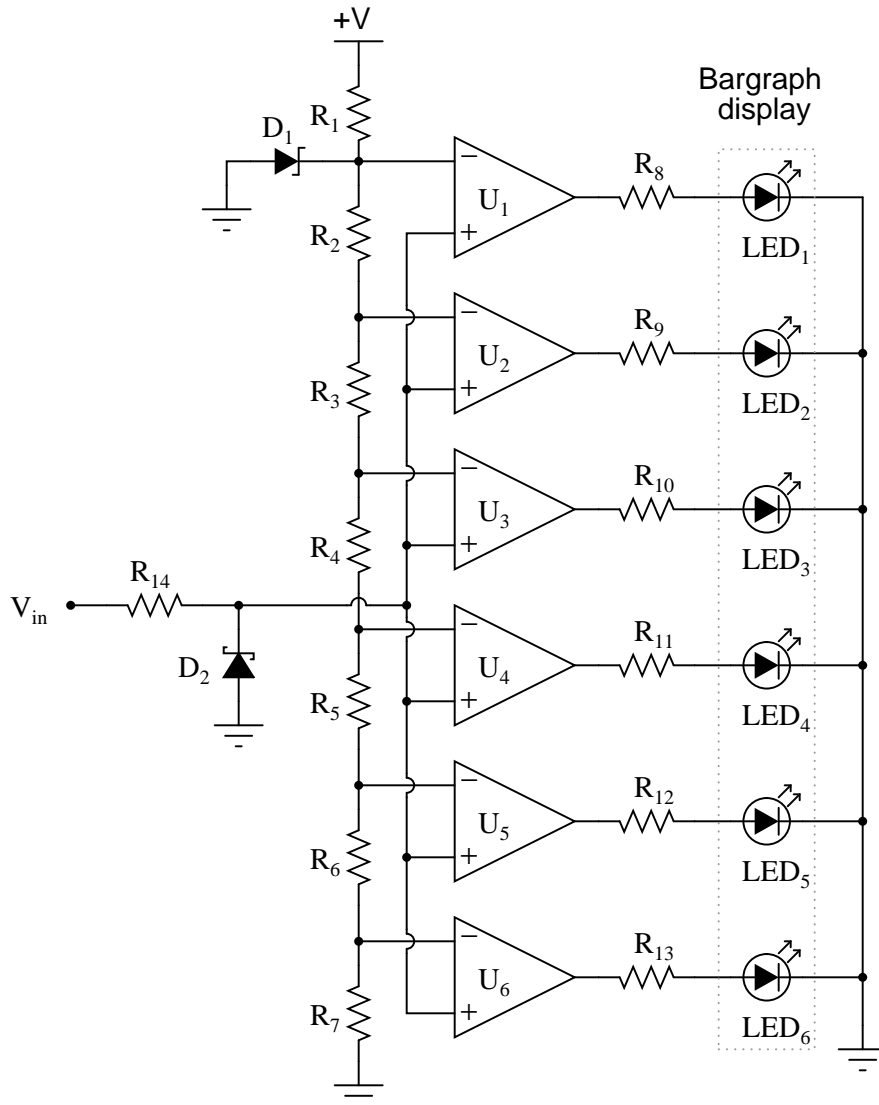 +V
Bargraph
display
R1
D1
−
U1
+
R8
LED1
R2
−
U2
+
R9
LED2
R3
−
U3
+
R10
LED3
R4
Vin
R14
D2
−
U4
+
R11
LED4
R5
−
U5
+
R12
LED5
R6
−
U6
+
R13
LED6
R7